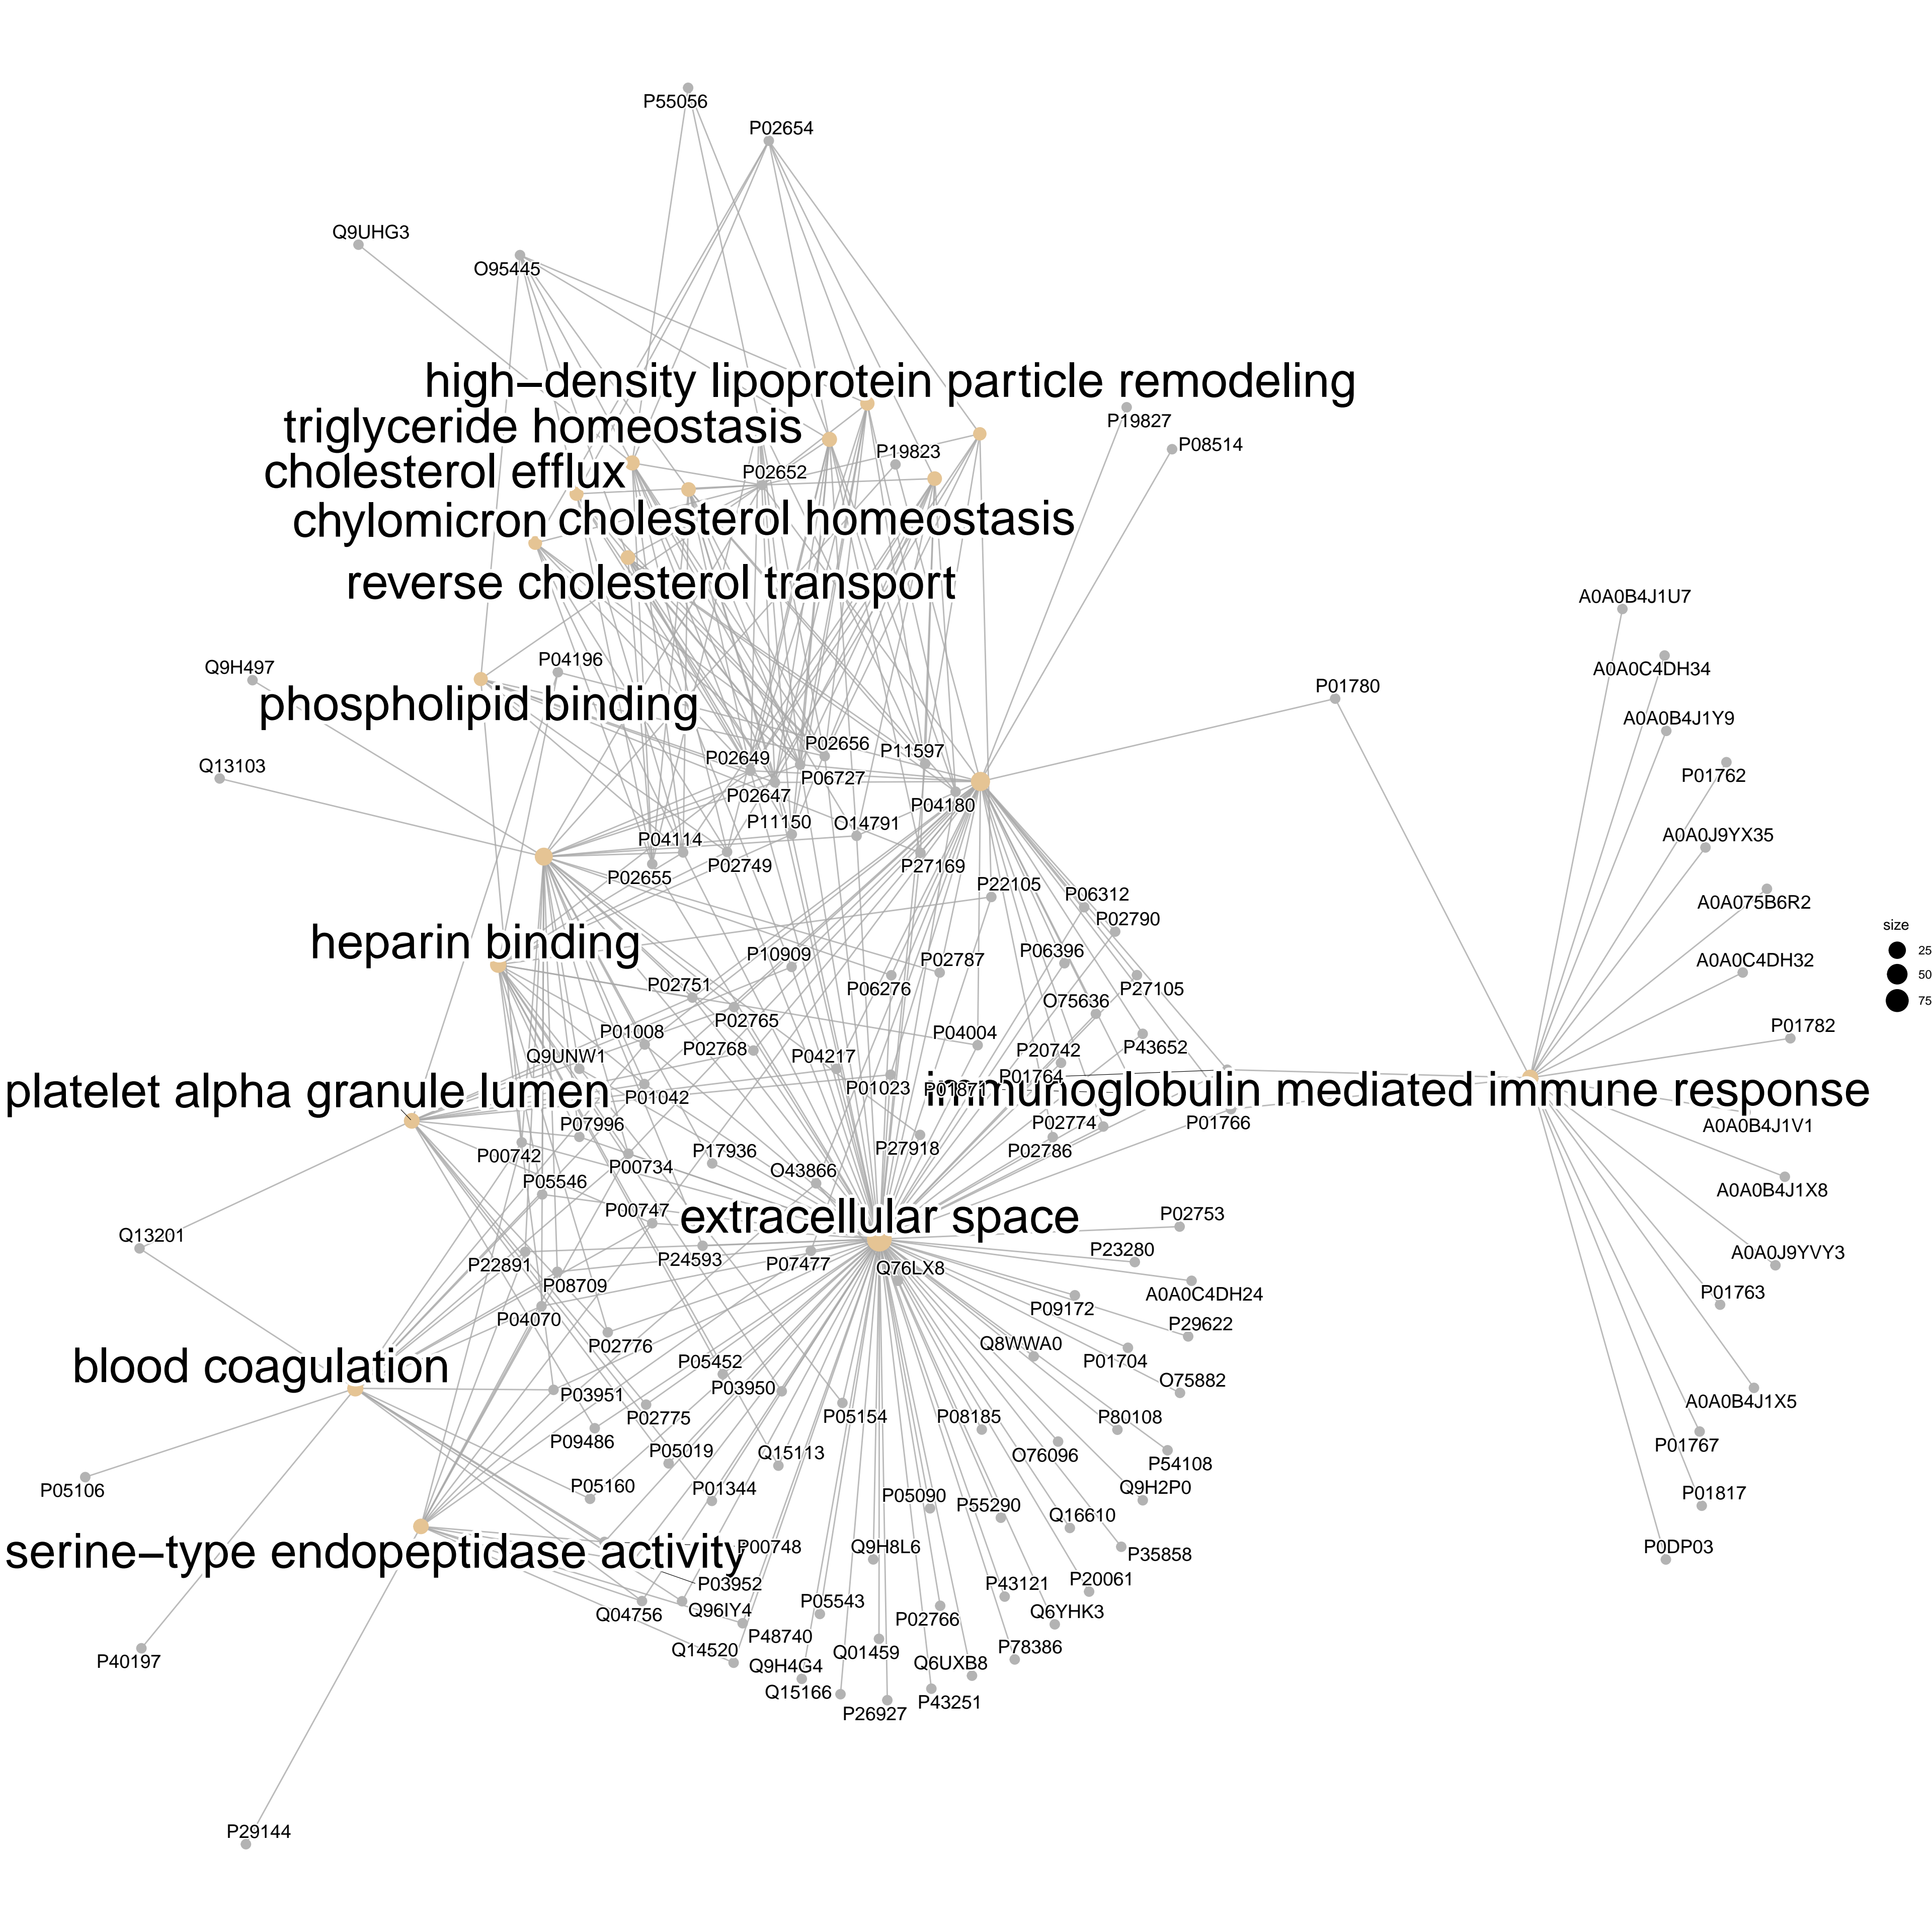 P55056
P02654
Q9UHG3
O95445
high−density lipoprotein particle remodeling
P19827
triglyceride homeostasis
P08514
P19823
cholesterol efflux
P02652
chylomicron
cholesterol homeostasis
reverse cholesterol transport
A0A0B4J1U7
P04196
Q9H497
A0A0C4DH34
P01780
phospholipid binding
A0A0B4J1Y9
P02656
P11597
P02649
Q13103
P06727
P01762
P02647
P04180
P11150
O14791
A0A0J9YX35
P04114
P02749
P27169
P02655
P22105
P06312
A0A075B6R2
P02790
size
heparin binding
P10909
P06396
25
P02787
A0A0C4DH32
50
P02751
P06276
P27105
75
O75636
P02765
P01008
P04004
P01782
P02768
P20742
P43652
Q9UNW1
P04217
P01764
P01023
P01871
platelet alpha granule lumen
immunoglobulin mediated immune response
P01042
P07996
P02774
P01766
A0A0B4J1V1
P27918
P17936
P02786
P00742
P00734
O43866
P05546
A0A0B4J1X8
P00747
extracellular space
P02753
Q13201
P23280
A0A0J9YVY3
P24593
P07477
P22891
Q76LX8
P08709
A0A0C4DH24
P01763
P09172
P04070
P29622
P02776
Q8WWA0
blood coagulation
P05452
P01704
P03950
O75882
P03951
A0A0B4J1X5
P02775
P05154
P08185
P80108
P09486
P05019
Q15113
O76096
P01767
P54108
P05106
P05160
P01344
Q9H2P0
P05090
P55290
P01817
Q16610
serine−type endopeptidase activity
P00748
Q9H8L6
P35858
P0DP03
P03952
P43121
P20061
Q04756
Q96IY4
P05543
P02766
Q6YHK3
P48740
Q14520
Q01459
P78386
P40197
Q9H4G4
Q6UXB8
Q15166
P26927
P43251
P29144